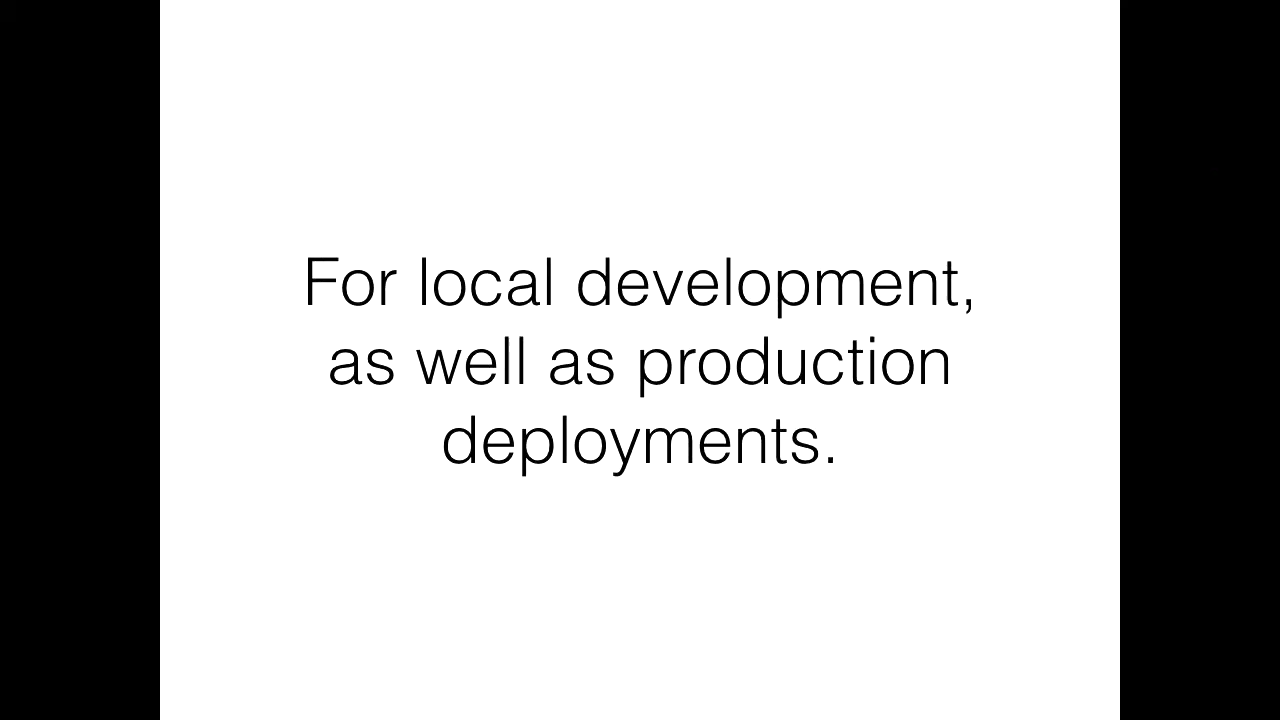 For local development,
as well as production
deployments.